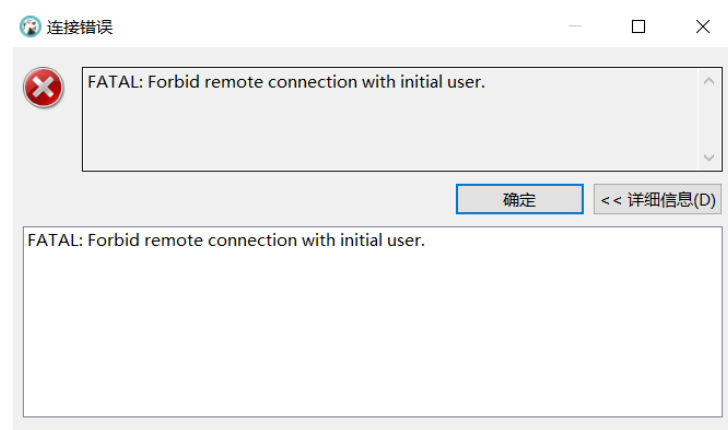 连接错误
FATAL: Forbid remote connection with initial user.
确定
<< 详细信息(D)
FATAL: Forbid remote connection with initial user.